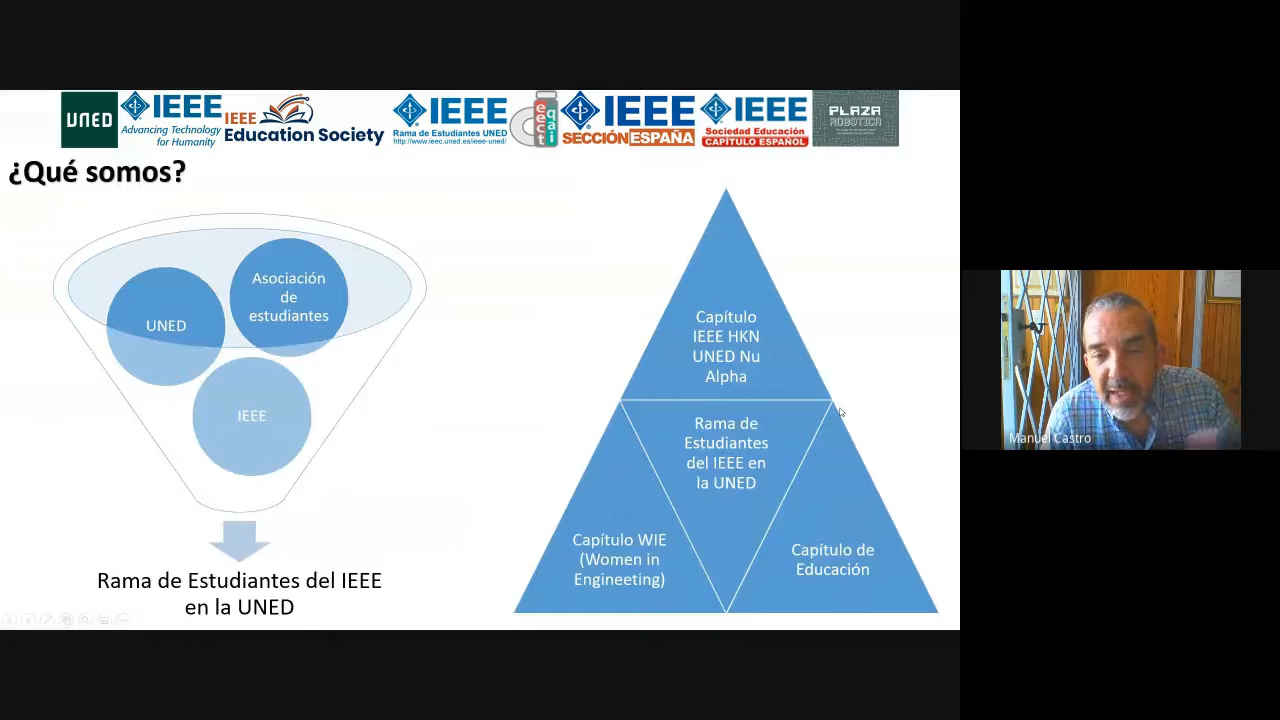 UNED
IEEE
Advancing Technology
for Humanity
IEEE
Education Society
IEEE
Rama de Estudiantes UNED
http://www.ieec.uned.es/ieee-uned/
IEEE
SECCIÓN ESPAÑA
IEEE
Sociedad Educación
CAPÍTULO ESPAÑOL
PLAZA
ROBOTICA
¿Qué somos?
UNED
Asociación
de
estudiantes
IEEE
Rama de Estudiantes del IEEE
en la UNED
Capítulo
IEEE HKN
UNED Nu
Alpha
Rama de
Estudiantes
del IEEE en
la UNED
Capítulo WIE
(Women in
Engineeting)
Capítulo de
Educación
Manuel Castro